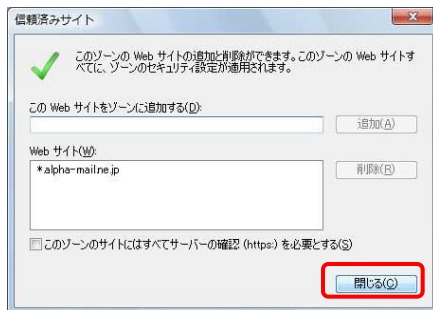 信頼済みサイト
このゾーンの Web サイトの追加と削除ができます。このゾーンの Web サイトす
べてに、ゾーンのセキュリティ設定が適用されます。
この Web サイトをゾーンに追加する(D):
追加(A)
Web サイト(W):
*.alpha-mail.ne.jp
削除(R)
このゾーンのサイトにはすべてサーバーの確認 (https:) を必要とする(S)
閉じる(C)